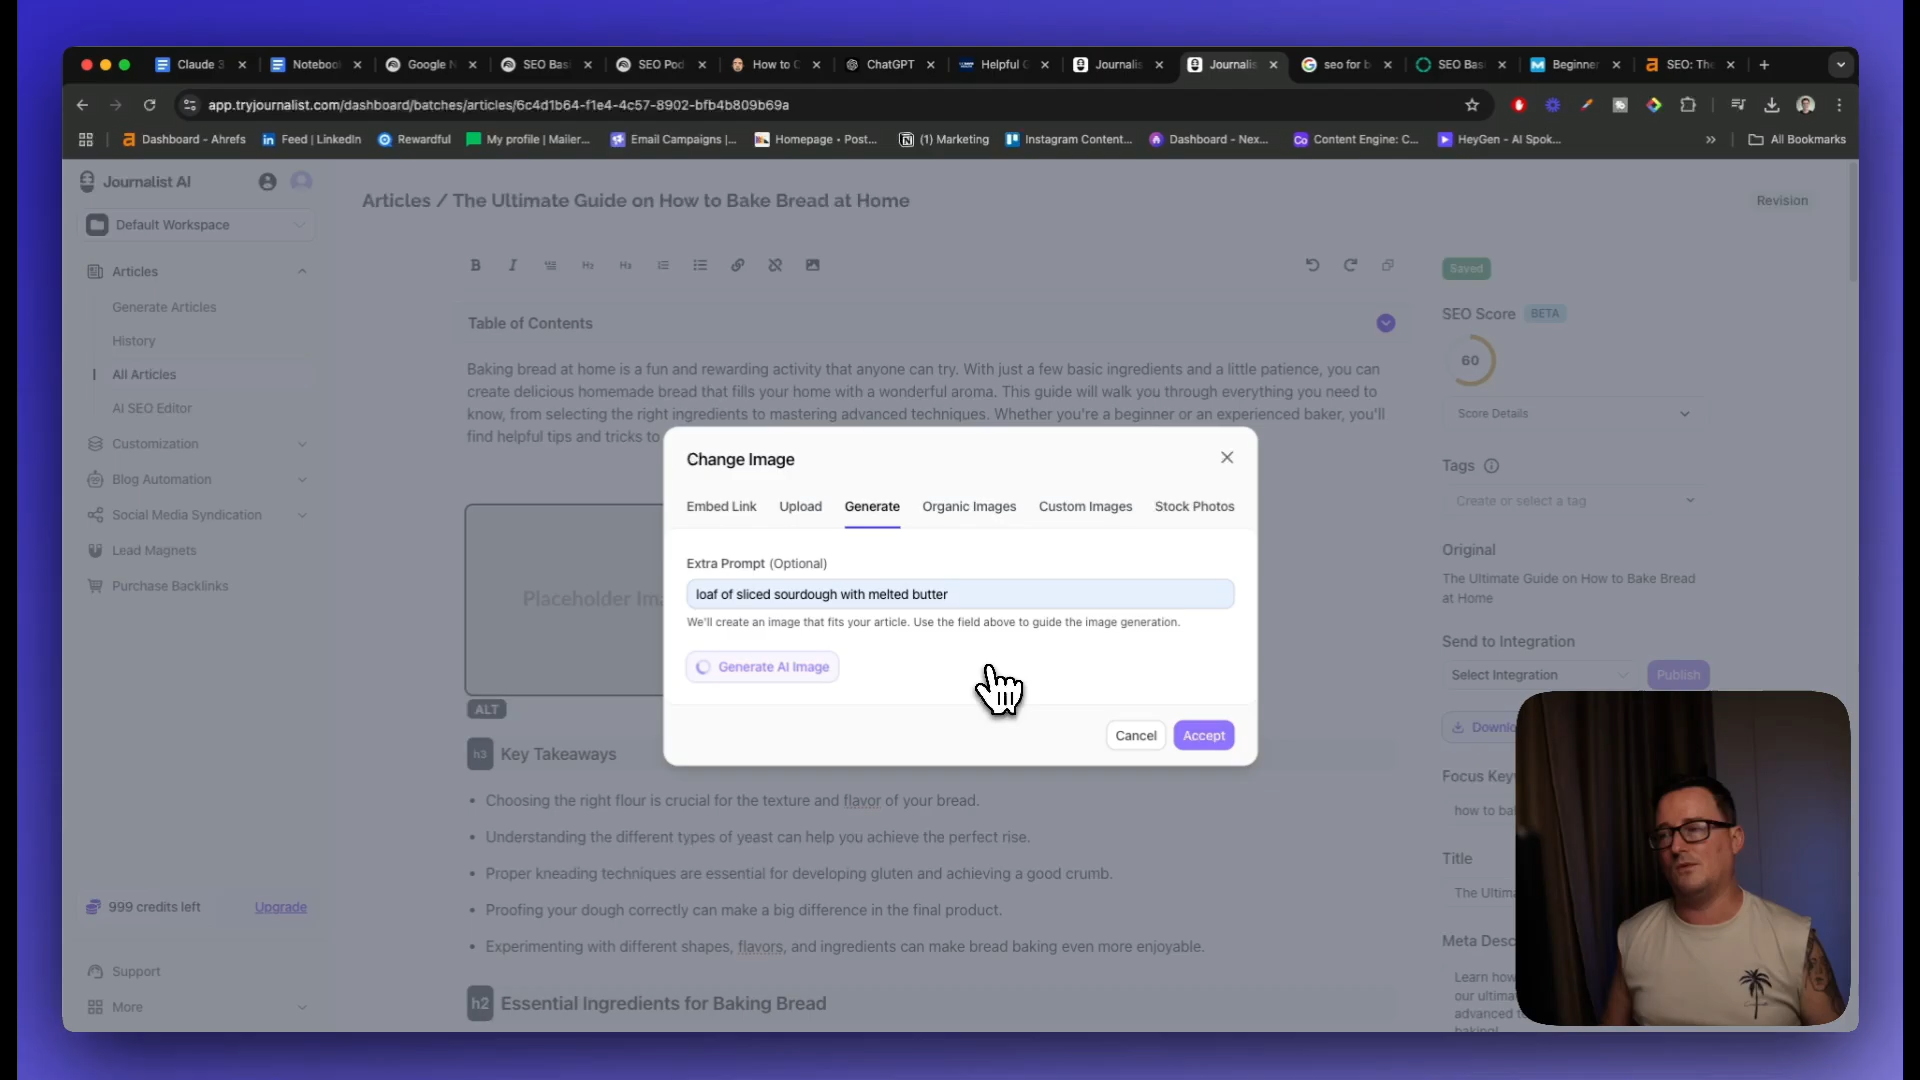 Claude 3
Noteboo
Google N
SEO Bas
SEO Pod
How to C
ChatGPT
Helpful G
Journalis
Journalis
seo for b
SEO Bas
Beginner
SEO: The
app.tryjournalist.com/dashboard/batches/articles/6c4d1b64-f1e4-4c57-8902-bfb4b809b69a
Dashboard - Ahrefs
Feed | LinkedIn
Rewardful
My profile | Mailer...
Email Campaigns |...
Homepage • Post...
(1) Marketing
Instagram Content...
Dashboard - Nex...
Content Engine: C...
HeyGen - AI Spok...
All Bookmarks
Journalist AI
Default Workspace
Articles
Generate Articles
History
All Articles
AI SEO Editor
Customization
Blog Automation
Social Media Syndication
Lead Magnets
Purchase Backlinks
999 credits left
Upgrade
Support
More
Articles / The Ultimate Guide on How to Bake Bread at Home
Revision
Table of Contents
Baking bread at home is a fun and rewarding activity that anyone can try. With just a few basic ingredients and a little patience, you can
create delicious homemade bread that fills your home with a wonderful aroma. This guide will walk you through everything you need to
know, from selecting the right ingredients to mastering advanced techniques. Whether you're a beginner or an experienced baker, you'll
find helpful tips and tricks to
Placeholder Ima
ALT
Change Image
Embed Link
Upload
Generate
Organic Images
Custom Images
Stock Photos
Extra Prompt (Optional)
loaf of sliced sourdough with melted butter
We'll create an image that fits your article. Use the field above to guide the image generation.
Generate AI Image
Cancel
Accept
h3 Key Takeaways
• Choosing the right flour is crucial for the texture and flavor of your bread.
• Understanding the different types of yeast can help you achieve the perfect rise.
• Proper kneading techniques are essential for developing gluten and achieving a good crumb.
• Proofing your dough correctly can make a big difference in the final product.
• Experimenting with different shapes, flavors, and ingredients can make bread baking even more enjoyable.
h2 Essential Ingredients for Baking Bread
Saved
SEO Score BETA
60
Score Details
Tags
Create or select a tag
Original
The Ultimate Guide on How to Bake Bread
at Home
Send to Integration
Select Integration
Publish
Downlo
Focus Key
how to bak
Title
The Ultima
Meta Desc
Learn how
our ultima
advanced te
baking!